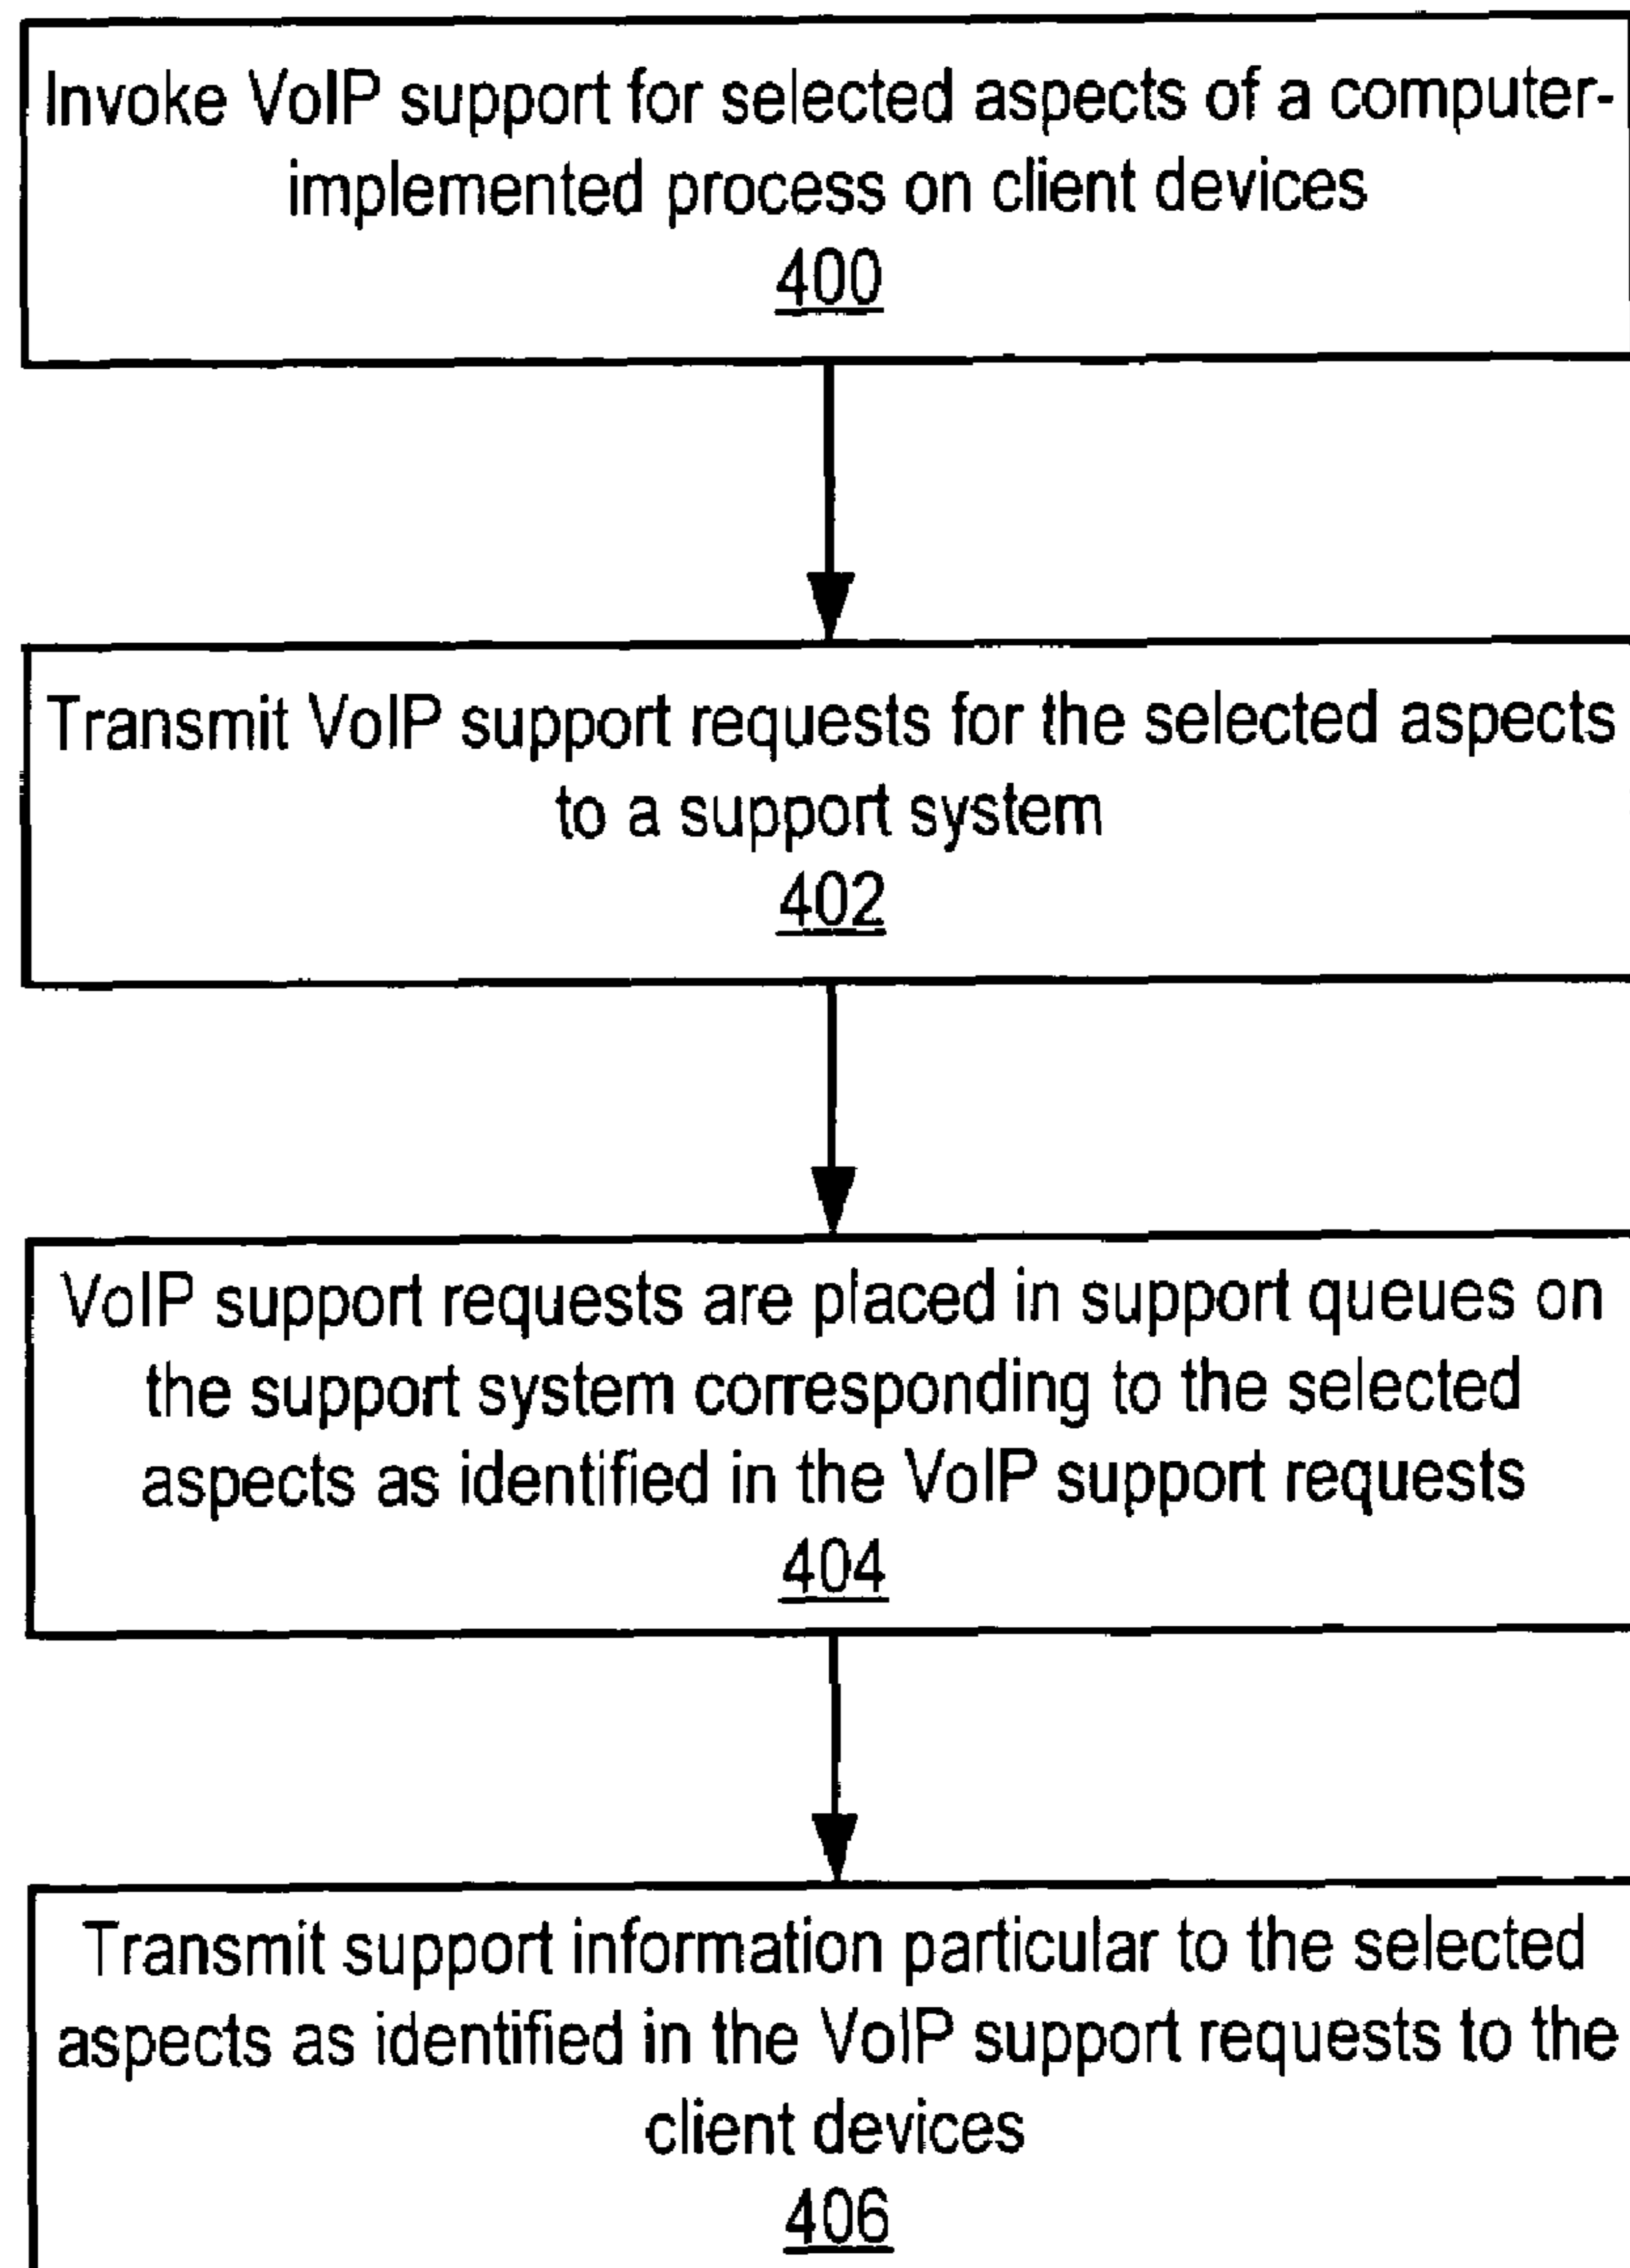 Invoke VoIP support for selected aspects of a computer-
implemented process on client devices
400
Transmit VoIP support requests for the selected aspects
to a support system
402
VoIP support requests are placed in support queues on
the support system corresponding to the selected
aspects as identified in the VoIP support requests
404
Transmit support information particular to the selected
aspects as identified in the VoIP support requests to the
client devices
406